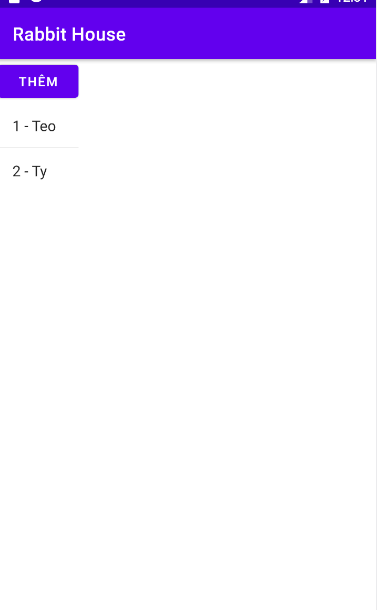 Rabbit House
THÊM
1 - Teo
2 - Ty